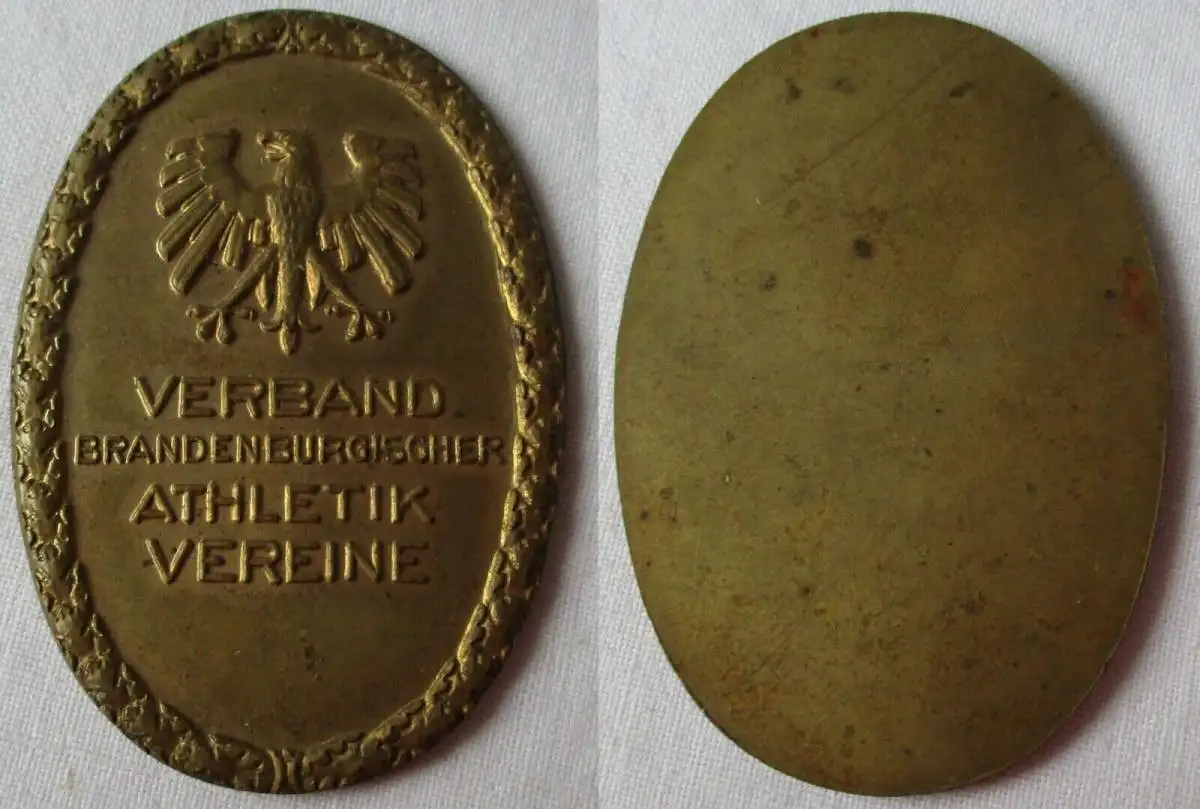 VERBAND
BRANDENBURGISCHER
ATHLETIK
VEREINE